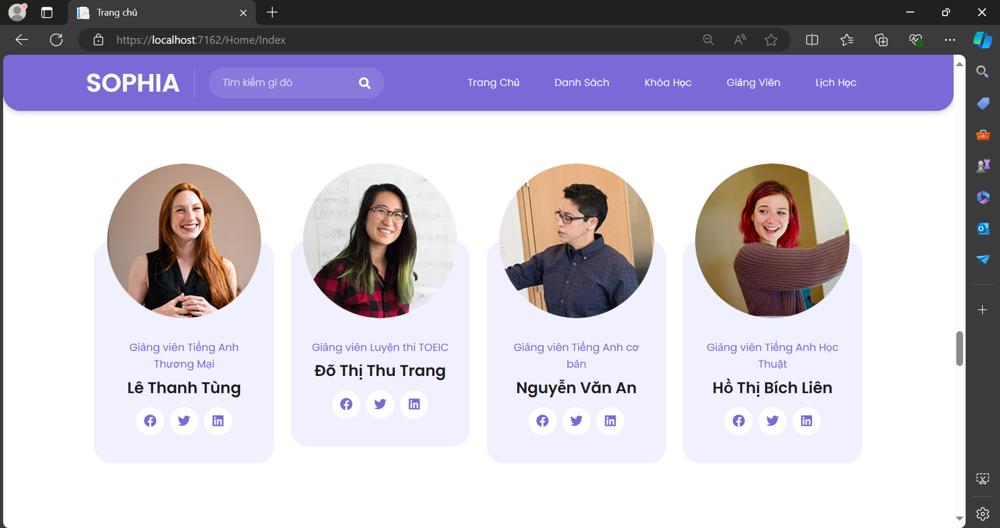 Trang chủ
https://localhost:7162/Home/Index
SOPHIA
Tìm kiếm gì đó
Trang Chủ
Danh Sách
Khóa Học
Giảng Viên
Lịch Học
Giảng viên Tiếng Anh
Thương Mại
Lê Thanh Tùng
Giảng viên Luyện thi TOEIC
Đõ Thị Thu Trang
Giảng viên Tiếng Anh cơ
bản
Nguyễn Văn An
Giảng viên Tiếng Anh Học
Thuật
Hồ Thị Bích Liên